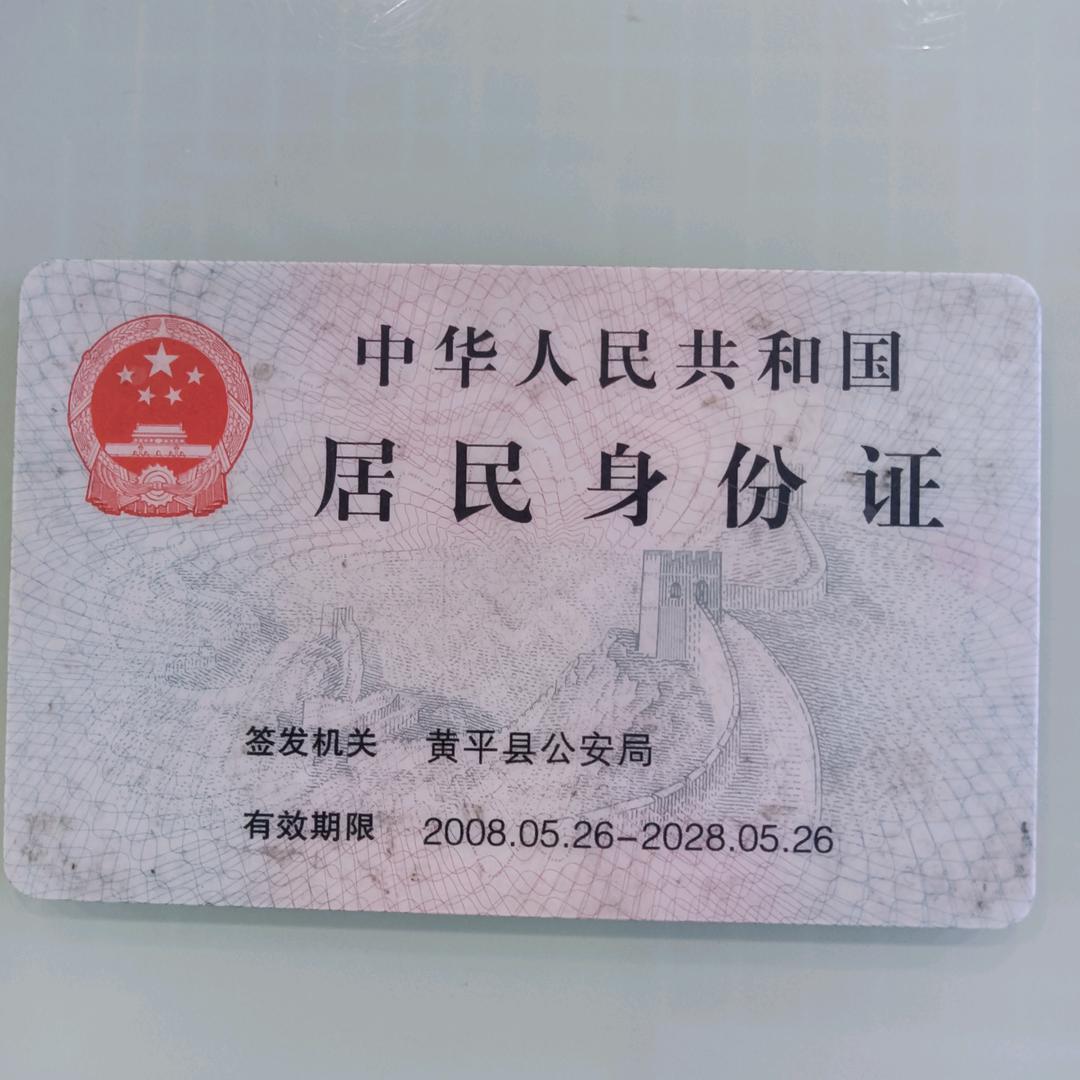 中华人民共和国
居民身份证
签发机关 黄平县公安局
有效期限 2008.05.26-2028.05.26